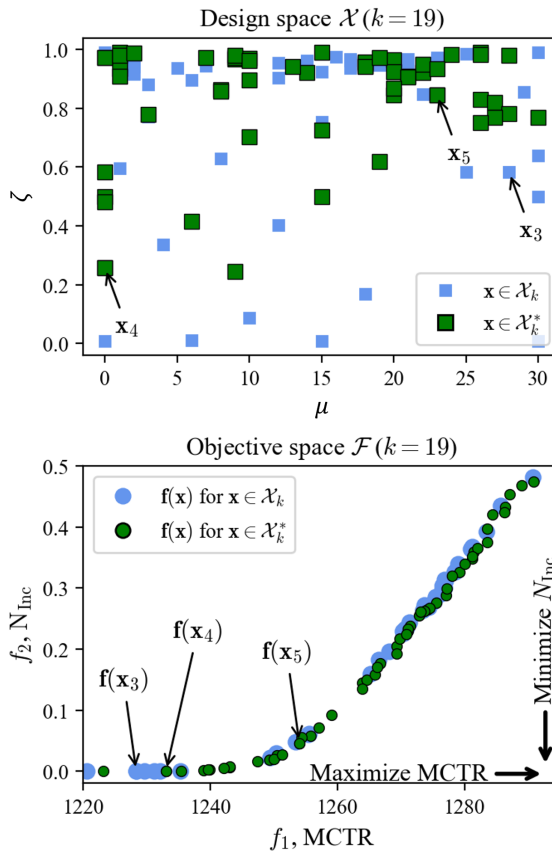 Design space 𝒳 (k = 19)
1.0
0.8
0.6
0.4
0.2
0.0
ζ
x₅
x₃
x₄
x ∈ 𝒳ₖ
x ∈ 𝒳ₖ*
0 5 10 15 20 25 30
μ
Objective space ℱ (k = 19)
0.5
0.4
0.3
0.2
0.1
0.0
f₂, N_Inc
f(x) for x ∈ 𝒳ₖ
f(x) for x ∈ 𝒳ₖ*
f(x₃)
f(x₄)
f(x₅)
Minimize N_Inc
Maximize MCTR
1220 1240 1260 1280
f₁, MCTR